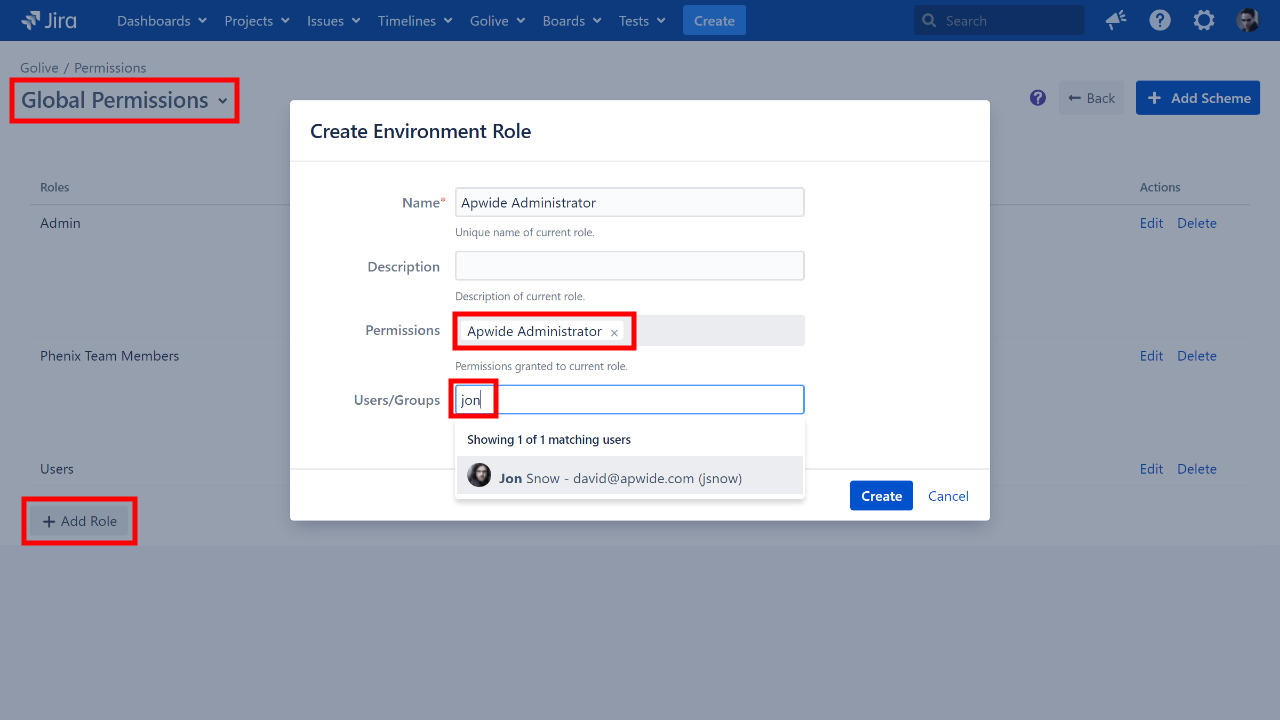 Jira Dashboards Projects Issues Timelines Golive Boards Tests Create Search
Golive / Permissions
Global Permissions
Back
Add Scheme
Roles Actions
Admin Edit Delete
Phenix Team Members Edit Delete
Users Edit Delete
Add Role
Create Environment Role
Name* Apwide Administrator
Unique name of current role.
Description
Description of current role.
Permissions Apwide Administrator ×
Permissions granted to current role.
Users/Groups jon
Showing 1 of 1 matching users
Jon Snow - david@apwide.com (jsnow)
Create Cancel